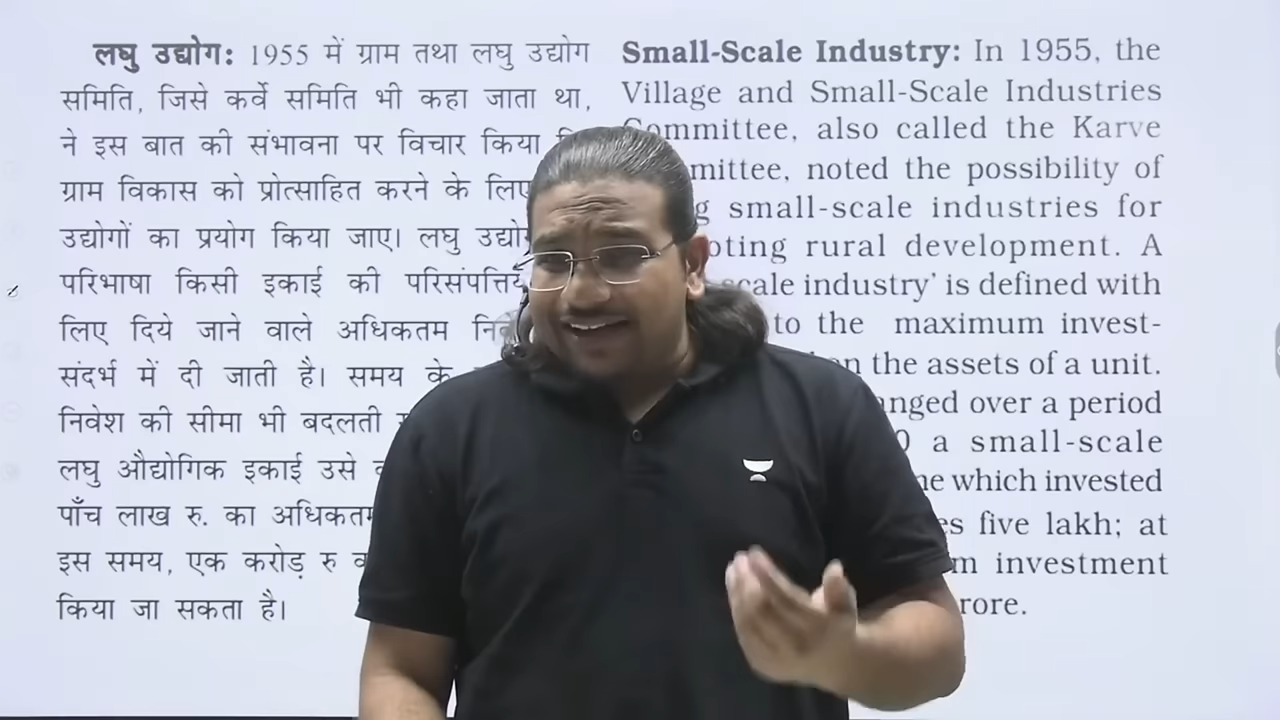 लघु उद्योग: 1955 में ग्राम तथा लघु उद्योग
समिति, जिसे कर्वे समिति भी कहा जाता था,
ने इस बात की संभावना पर विचार किया
ग्राम विकास को प्रोत्साहित करने के लिए
उद्योगों का प्रयोग किया जाए। लघु
परिभाषा किसी इकाई की
लिए दिये जाने वाले अधिकतम
संदर्भ में दी जाती है। समय के
निवेश की सीमा भी बदलती
लघु औद्योगिक इकाई उसे
पाँच लाख रु. का अधिकतम
इस समय, एक करोड़ रु
किया जा सकता है।
Small-Scale Industry: In 1955, the
Village and Small-Scale Industries
Committee, also called the Karve
mittee, noted the possibility of
g small-scale industries for
oting rural development. A
scale industry' is defined with
to the maximum invest-
on the assets of a unit.
nged over a period
0 a small-scale
ne which invested
es five lakh; at
m investment
rore.